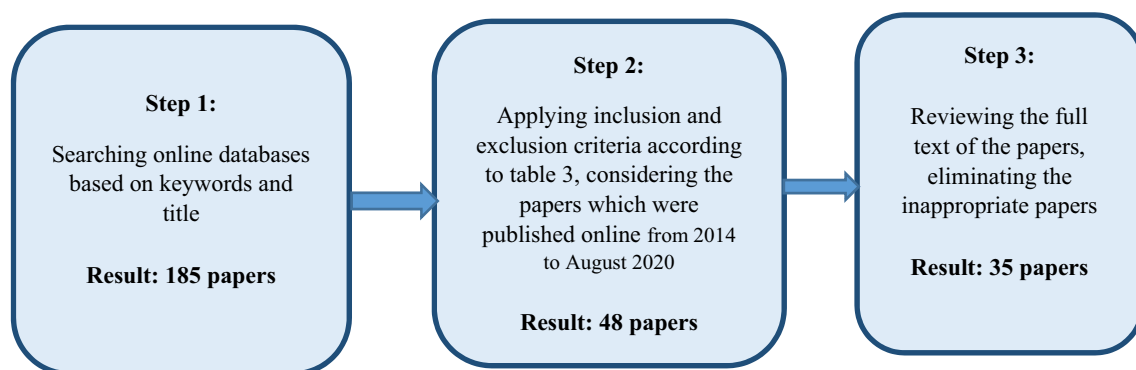 Step 1:
Searching online databases
based on keywords and
title
Result: 185 papers
Step 2:
Applying inclusion and
exclusion criteria according
to table 3, considering the
papers which were
published online from 2014
to August 2020
Result: 48 papers
Step 3:
Reviewing the full
text of the papers,
eliminating the
inappropriate papers
Result: 35 papers